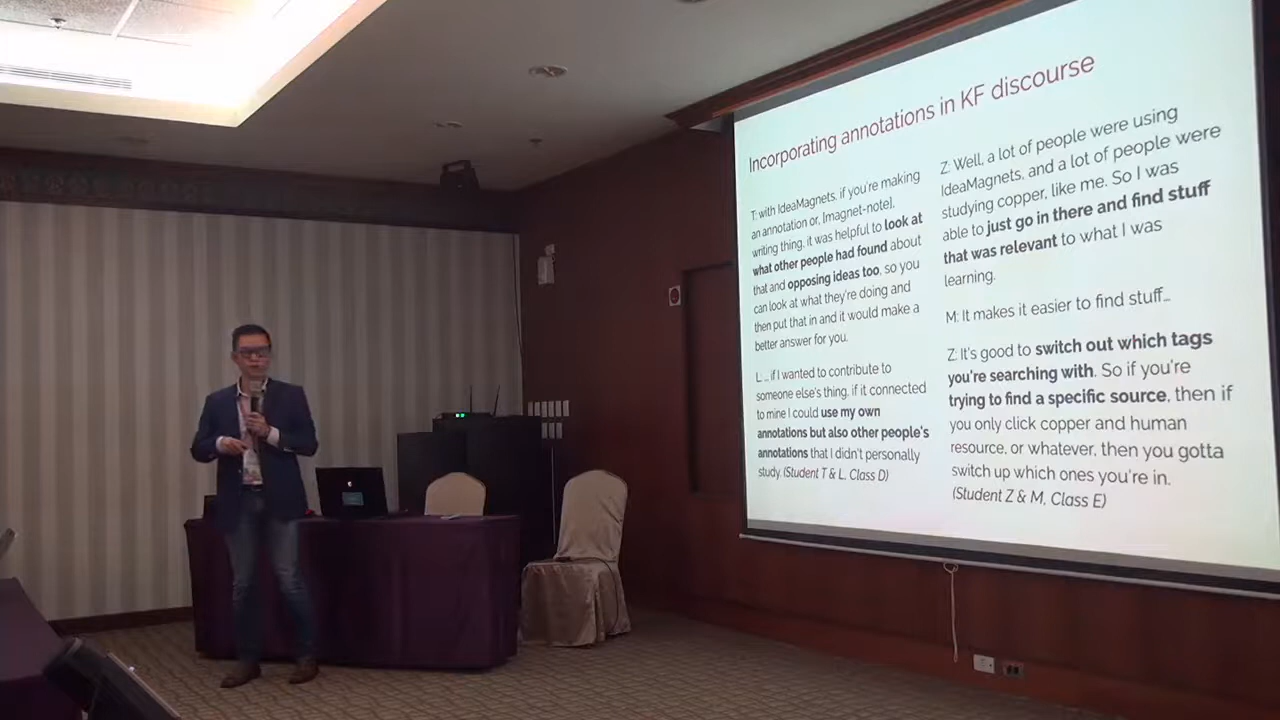 Incorporating annotations in KF discourse
T: with IdeaMagnets, if you're making
an annotation or, [magnet-note],
writing thing, it was helpful to look at
what other people had found about
that and opposing ideas too, so you
can look at what they're doing and
then put that in and it would make a
better answer for you.
L: ... if I wanted to contribute to
someone else's thing, if it connected
to mine I could use my own
annotations but also other people's
annotations that I didn't personally
study. (Student T & L, Class D)
Z: Well, a lot of people were using
IdeaMagnets, and a lot of people were
studying copper, like me. So I was
able to just go in there and find stuff
that was relevant to what I was
learning.
M: It makes it easier to find stuff...
Z: It's good to switch out which tags
you're searching with. So if you're
trying to find a specific source, then if
you only click copper and human
resource, or whatever, then you gotta
switch up which ones you're in.
(Student Z & M, Class E)